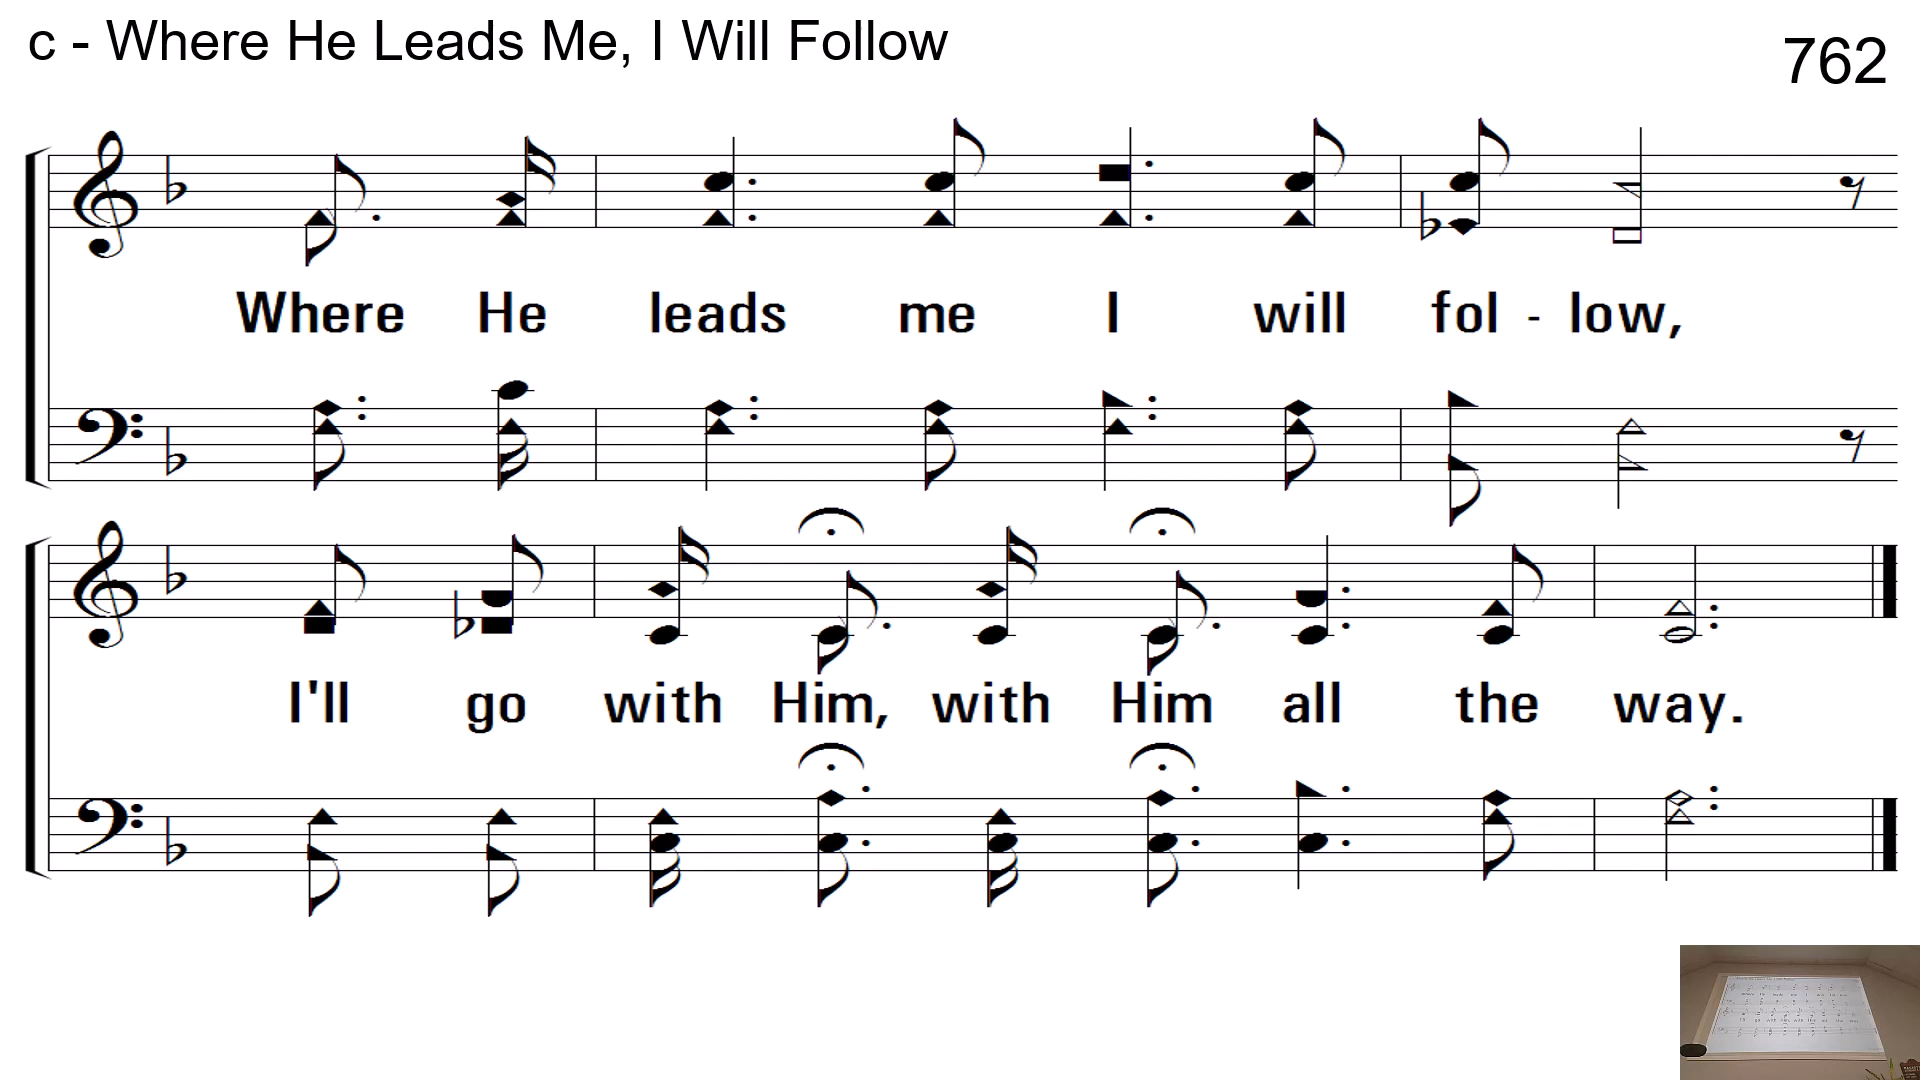 c - Where He Leads Me, I Will Follow
762
Where He leads me I will fol - low,
I'll go with Him, with Him all the way.